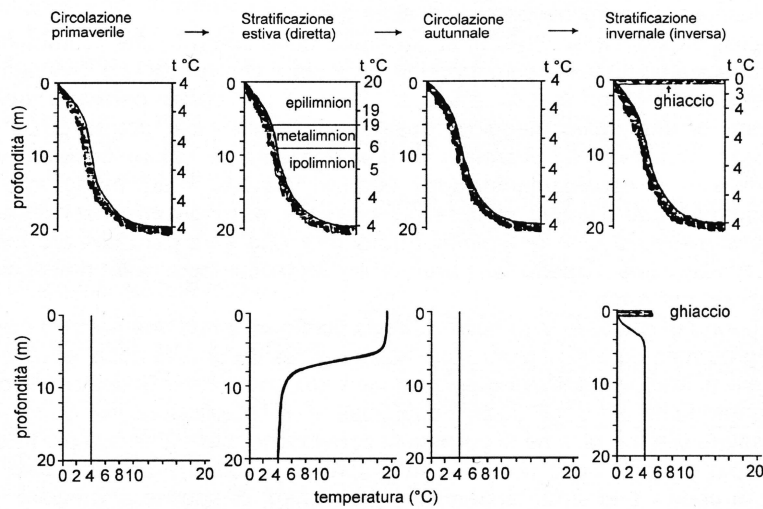 Circolazione
primaverile
Stratificazione
estiva (diretta)
Circolazione
autunnale
Stratificazione
invernale (inversa)
t °C
t °C
t °C
t °C
profondità (m)
0
10
20
4
4
4
4
4
4
0
10
20
epilimnion
metalimnion
ipolimnion
20
19
19
6
5
4
4
0
10
20
4
4
4
4
4
4
0
10
20
ghiaccio
0
3
4
4
4
4
4
profondità (m)
0
10
20
0 2 4 6 8 10 20
0
10
20
0 2 4 6 8 10 20
0
10
20
0 2 4 6 8 10 20
ghiaccio
0
10
20
0 2 4 6 8 10 20
temperatura (°C)